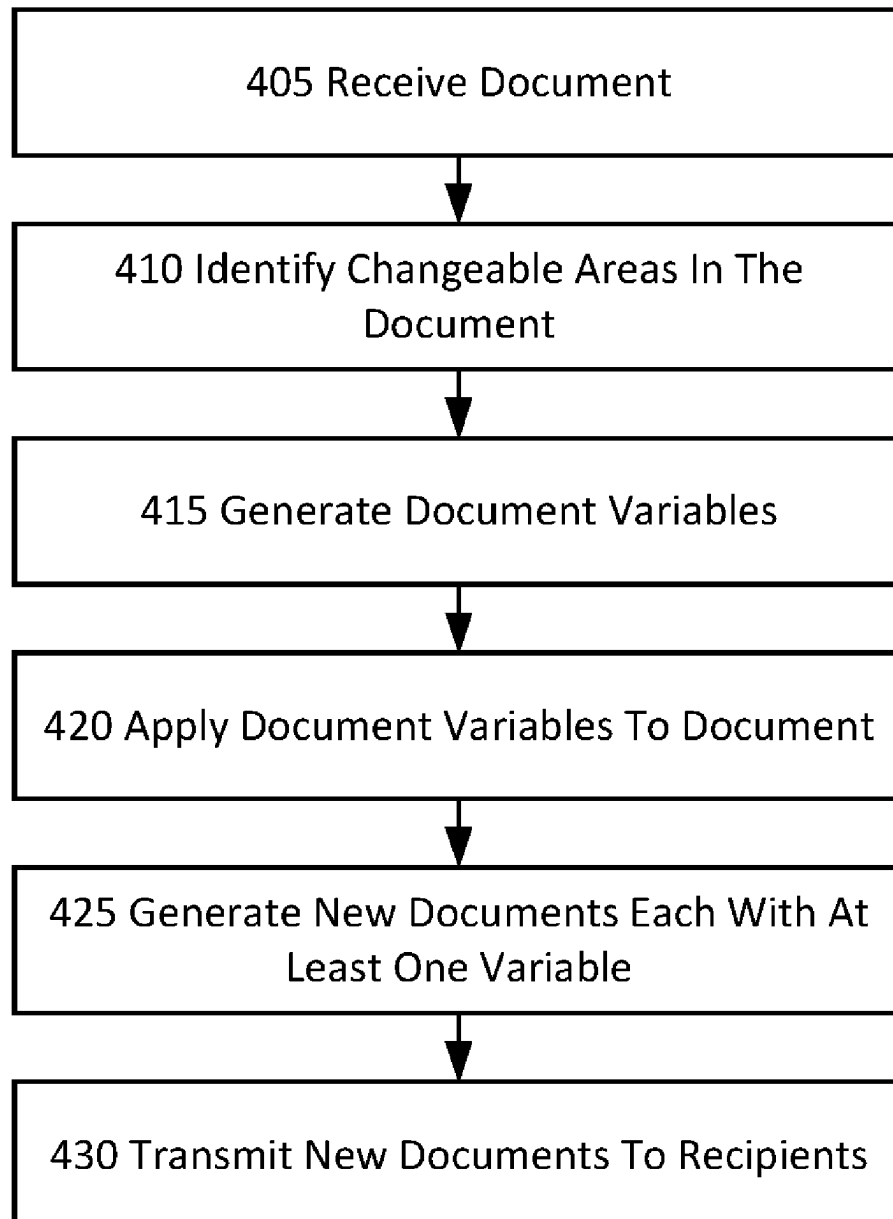 405 Receive Document
410 Identify Changeable Areas In The
Document
415 Generate Document Variables
420 Apply Document Variables To Document
425 Generate New Documents Each With At
Least One Variable
430 Transmit New Documents To Recipients